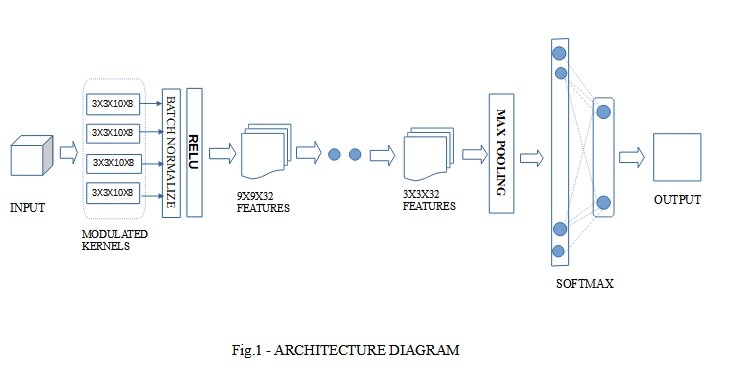 INPUT
3X3X10X8
3X3X10X8
3X3X10X8
3X3X10X8
MODULATED
KERNELS
BATCH NORMALIZE
RELU
9X9X32
FEATURES
3X3X32
FEATURES
MAX POOLING
SOFTMAX
OUTPUT
Fig.1 - ARCHITECTURE DIAGRAM